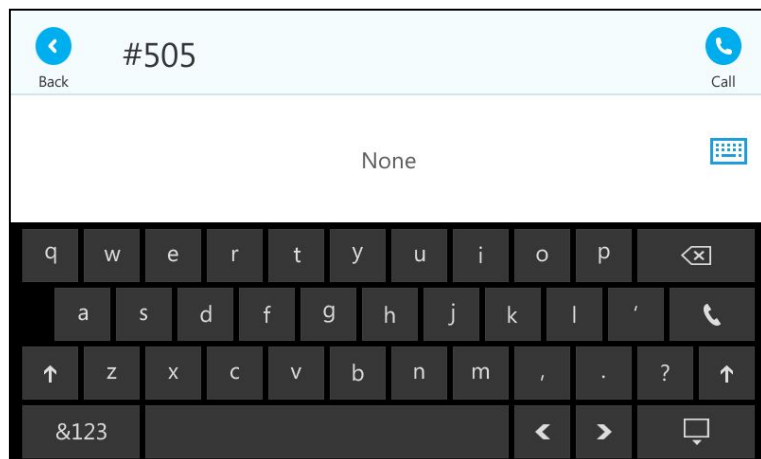 #505
Back
Call
None
q w e r t y u i o p
a s d f g h j k l '
z x c v b n m , . ?
&123